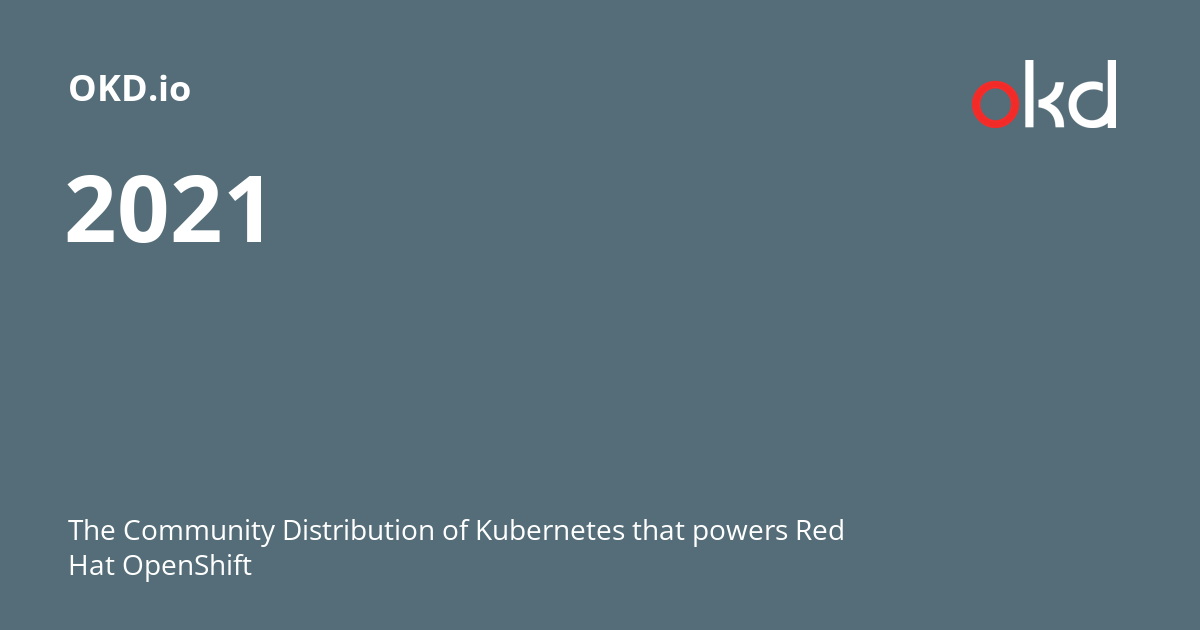 OKD.io
okd
2021
The Community Distribution of Kubernetes that powers Red
Hat OpenShift